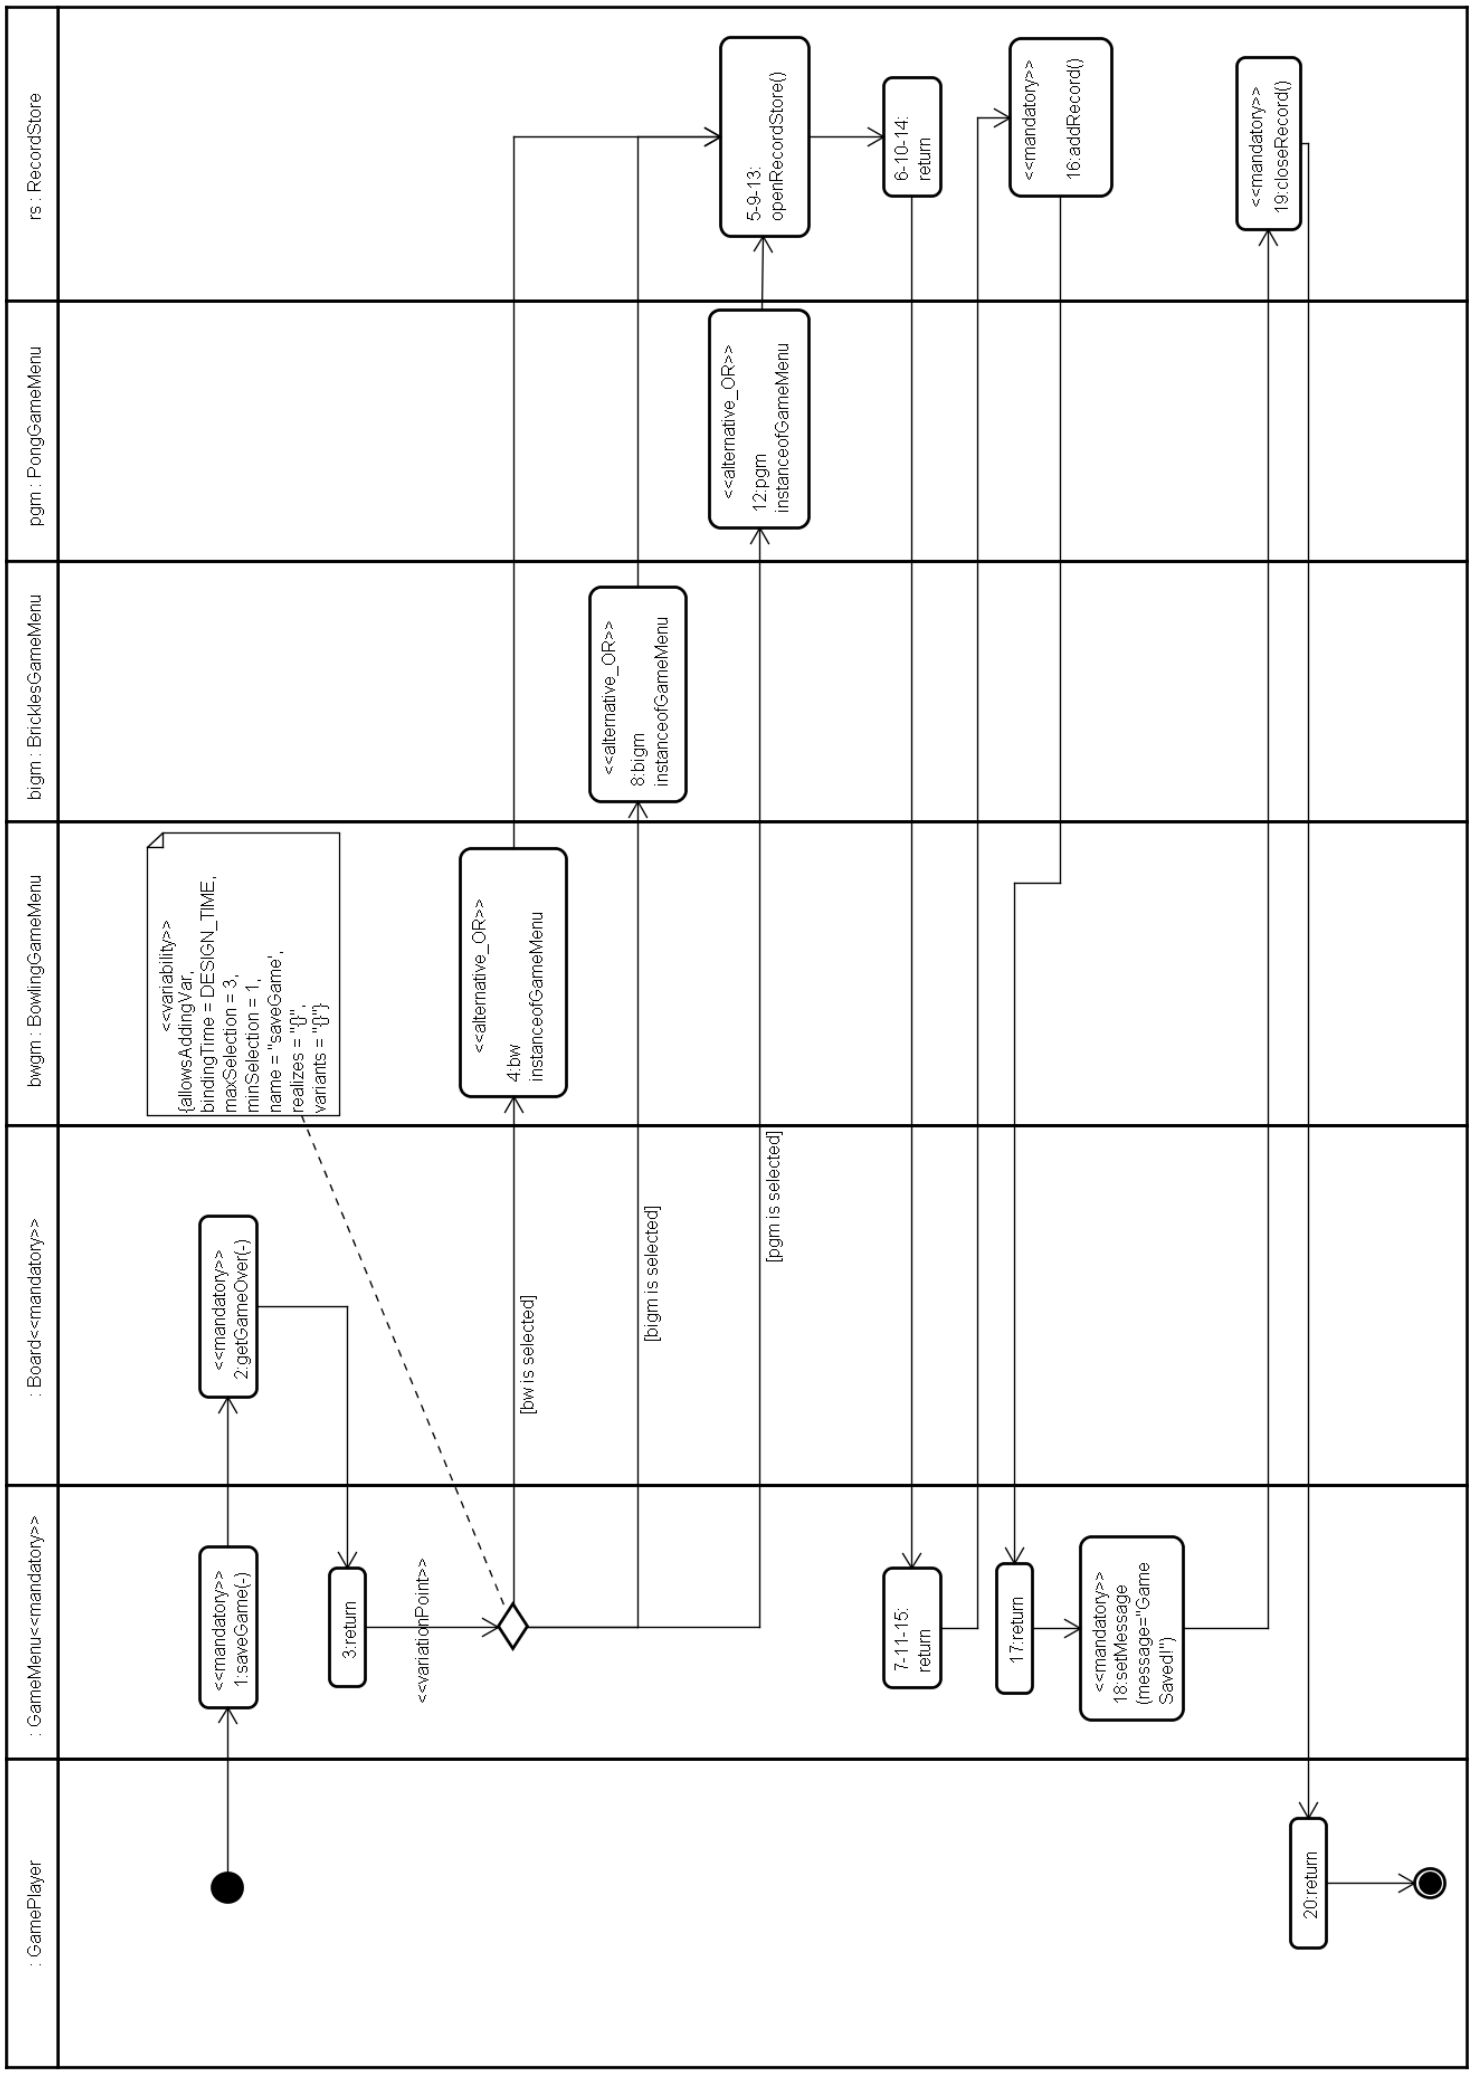 : GamePlayer
: GameMenu<<mandatory>>
: Board<<mandatory>>
bwgm : BowlingGameMenu
bigm : BricklesGameMenu
pgm : PongGameMenu
rs : RecordStore
<<mandatory>>
1:saveGame(-)
<<mandatory>>
2:getGameOver(-)
3:return
<<variability>>
{allowsAddingVar,
bindingTime = DESIGN_TIME,
maxSelection = 3,
minSelection = 1,
name = "saveGame',
realizes = "{}",
variants = "{}"}
<<variationPoint>>
[bw is selected]
<<alternative_OR>>
4:bw
instanceofGameMenu
[bigm is selected]
<<alternative_OR>>
8:bigm
instanceofGameMenu
[pgm is selected]
<<alternative_OR>>
12:pgm
instanceofGameMenu
5-9-13:
openRecordStore()
6-10-14:
return
7-11-15:
return
<<mandatory>>
16:addRecord()
17:return
<<mandatory>>
18:setMessage
(message="Game
Saved!")
<<mandatory>>
19:closeRecord()
20:return